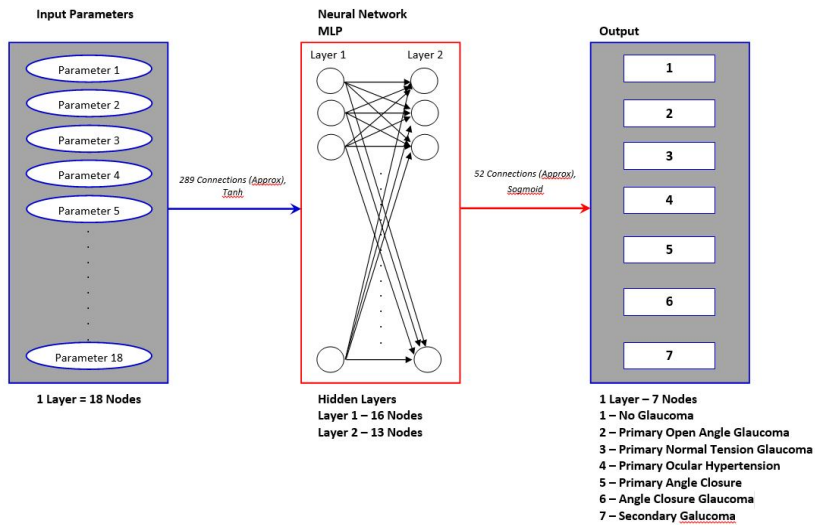 Input Parameters
Parameter 1
Parameter 2
Parameter 3
Parameter 4
Parameter 5
Parameter 18
1 Layer = 18 Nodes
289 Connections (Approx),
Tanh
Neural Network
MLP
Layer 1
Layer 2
Hidden Layers
Layer 1 – 16 Nodes
Layer 2 – 13 Nodes
52 Connections (Approx),
Sogmoid
Output
1
2
3
4
5
6
7
1 Layer – 7 Nodes
1 – No Glaucoma
2 – Primary Open Angle Glaucoma
3 – Primary Normal Tension Glaucoma
4 – Primary Ocular Hypertension
5 – Primary Angle Closure
6 – Angle Closure Glaucoma
7 – Secondary Galucoma